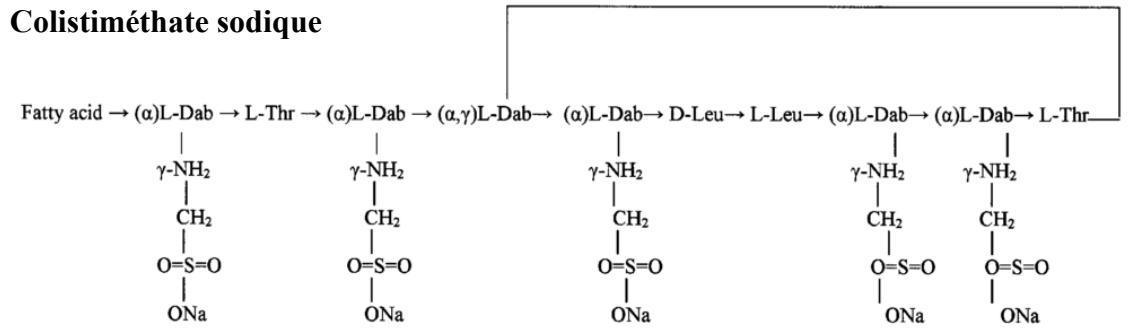 Colistiméthate sodique
Fatty acid → (α)L-Dab → L-Thr → (α)L-Dab → (α,γ)L-Dab→ (α)L-Dab→ D-Leu→ L-Leu→ (α)L-Dab→ (α)L-Dab→ L-Thr
γ-NH₂ γ-NH₂ γ-NH₂ γ-NH₂ γ-NH₂
CH₂ CH₂ CH₂ CH₂ CH₂
O=S=O O=S=O O=S=O O=S=O O=S=O
ONa ONa ONa ONa ONa